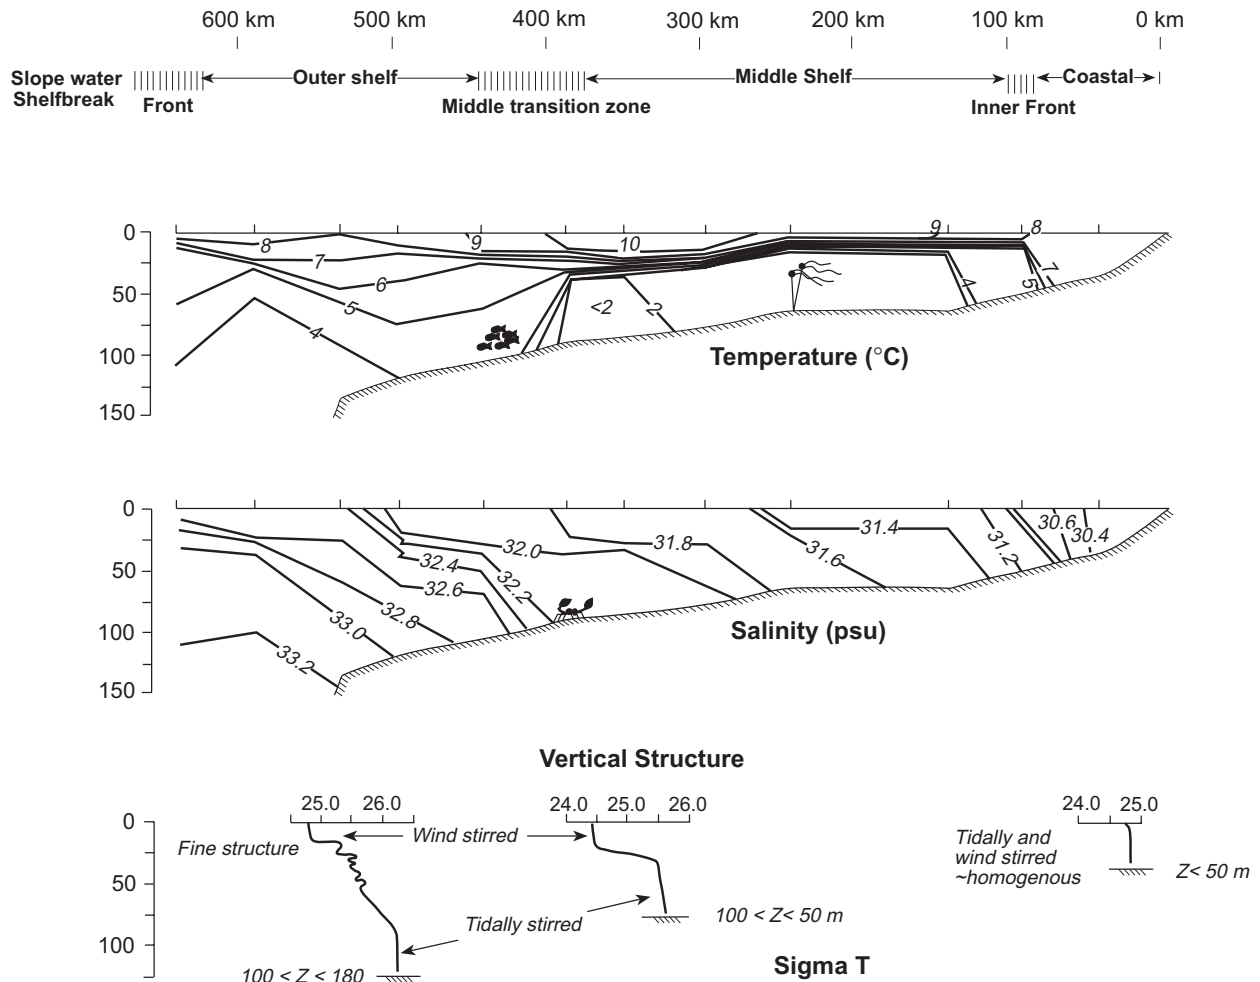 600 km 500 km 400 km 300 km 200 km 100 km 0 km
Slope water
Shelfbreak
Front
Outer shelf
Middle transition zone
Middle Shelf
Inner Front
Coastal
0
50
100
150
8
7
6
5
4
9
10
<2
2
9
8
4
5
7
Temperature (°C)
0
50
100
150
33.2
33.0
32.8
32.6
32.4
32.2
32.0
31.8
31.6
31.4
31.2
30.6
30.4
Salinity (psu)
Vertical Structure
25.0 26.0
24.0 25.0 26.0
24.0 25.0
0
50
100
Fine structure
Wind stirred
Tidally stirred
100 < Z < 180
100 < Z< 50 m
Tidally and
wind stirred
~homogenous
Z< 50 m
Sigma T